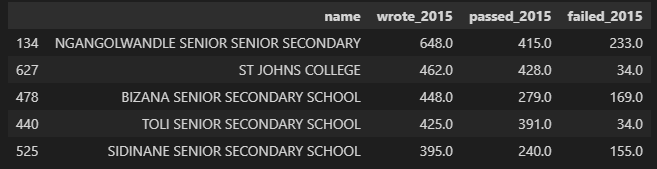 name wrote_2015 passed_2015 failed_2015
134 NGANGOLWANDLE SENIOR SENIOR SECONDARY 648.0 415.0 233.0
627 ST JOHNS COLLEGE 462.0 428.0 34.0
478 BIZANA SENIOR SECONDARY SCHOOL 448.0 279.0 169.0
440 TOLI SENIOR SECONDARY SCHOOL 425.0 391.0 34.0
525 SIDINANE SENIOR SECONDARY SCHOOL 395.0 240.0 155.0